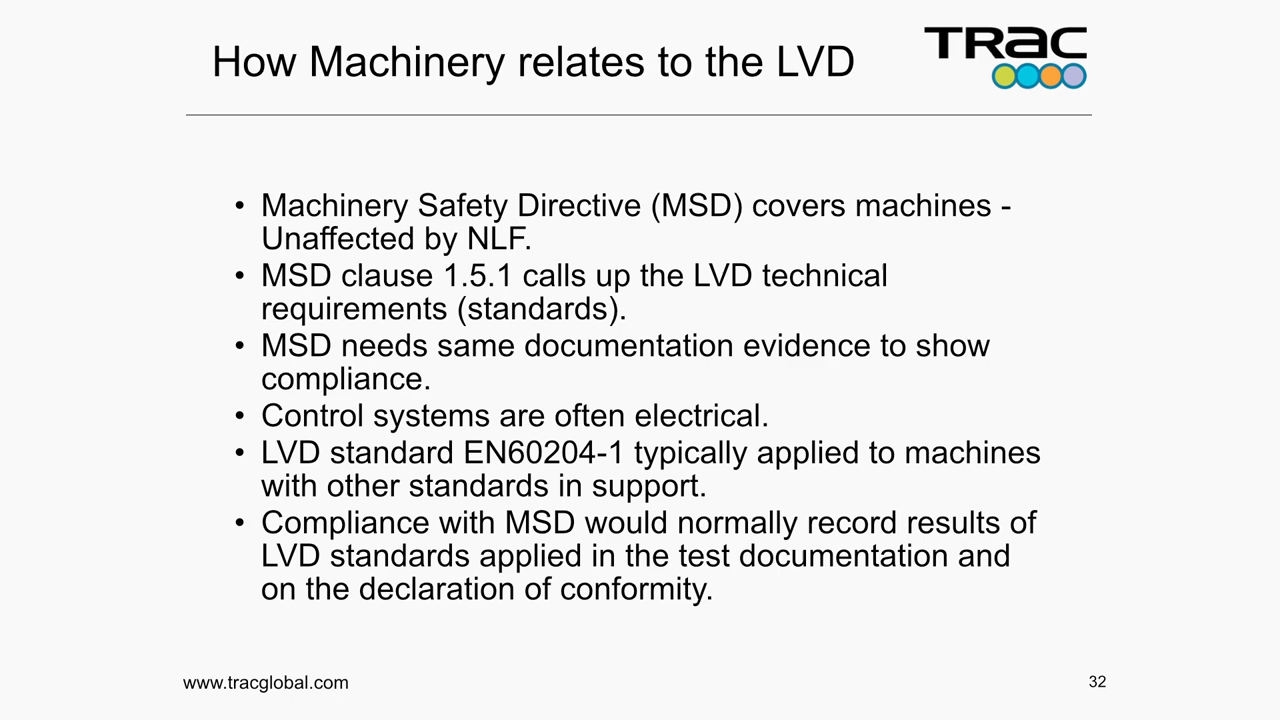 How Machinery relates to the LVD
TRAC
• Machinery Safety Directive (MSD) covers machines -
Unaffected by NLF.
• MSD clause 1.5.1 calls up the LVD technical
requirements (standards).
• MSD needs same documentation evidence to show
compliance.
• Control systems are often electrical.
• LVD standard EN60204-1 typically applied to machines
with other standards in support.
• Compliance with MSD would normally record results of
LVD standards applied in the test documentation and
on the declaration of conformity.
www.tracglobal.com
32